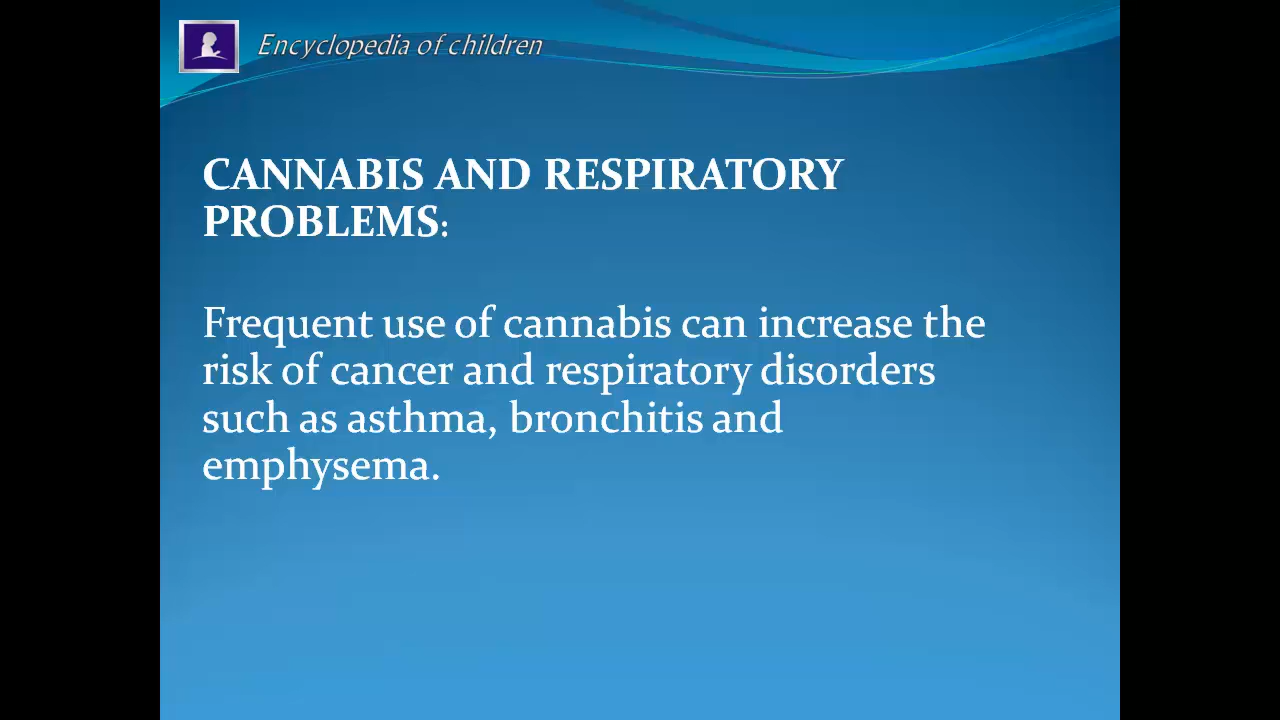 Encyclopedia of children
CANNABIS AND RESPIRATORY
PROBLEMS:
Frequent use of cannabis can increase the
risk of cancer and respiratory disorders
such as asthma, bronchitis and
emphysema.